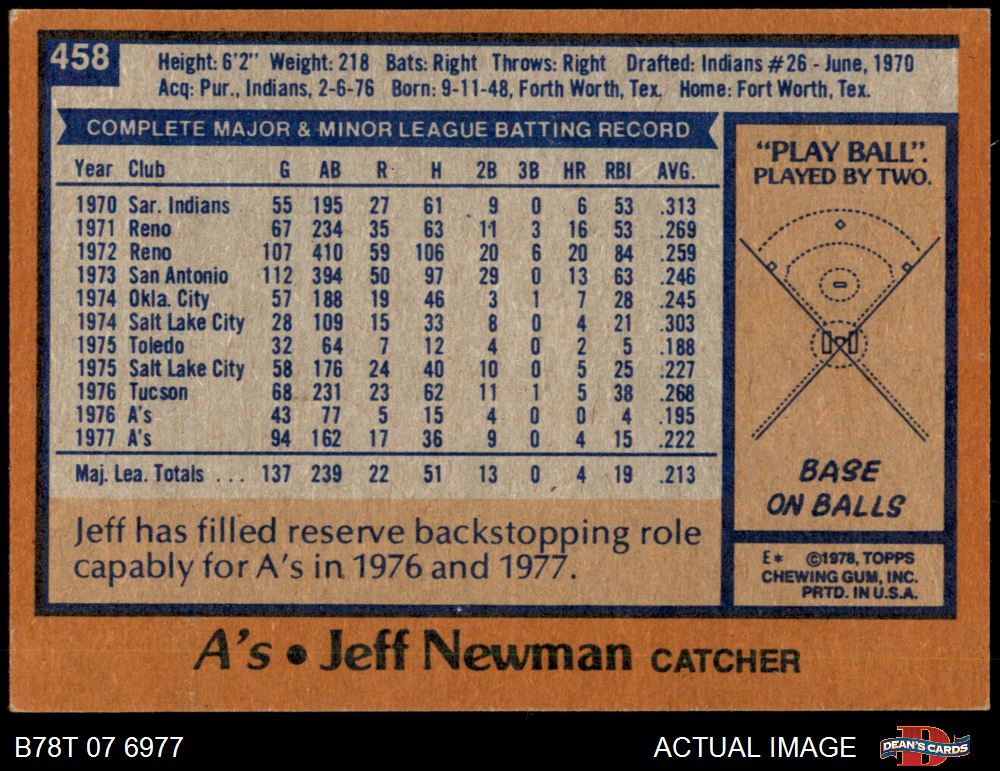 458
Height: 6'2" Weight: 218 Bats: Right Throws: Right Drafted: Indians #26 - June, 1970
Acq: Pur., Indians, 2-6-76 Born: 9-11-48, Forth Worth, Tex. Home: Fort Worth, Tex.
COMPLETE MAJOR & MINOR LEAGUE BATTING RECORD
Year Club G AB R H 2B 3B HR RBI AVG.
1970 Sar. Indians 55 195 27 61 9 0 6 53 .313
1971 Reno 67 234 35 63 11 3 16 53 .269
1972 Reno 107 410 59 106 20 6 20 84 .259
1973 San Antonio 112 394 50 97 29 0 13 63 .246
1974 Okla. City 57 188 19 46 3 1 7 28 .245
1974 Salt Lake City 28 109 15 33 8 0 4 21 .303
1975 Toledo 32 64 7 12 4 0 2 5 .188
1975 Salt Lake City 58 176 24 40 10 0 5 25 .227
1976 Tucson 68 231 23 62 11 1 5 38 .268
1976 A's 43 77 5 15 4 0 0 4 .195
1977 A's 94 162 17 36 9 0 4 15 .222
Maj. Lea. Totals . . . 137 239 22 51 13 0 4 19 .213
Jeff has filled reserve backstopping role
capably for A's in 1976 and 1977.
"PLAY BALL".
PLAYED BY TWO.
BASE
ON BALLS
E* ©1978, TOPPS
CHEWING GUM, INC.
PRTD. IN U.S.A.
A's • Jeff Newman CATCHER
B78T 07 6977
ACTUAL IMAGE
DEAN'S CARDS